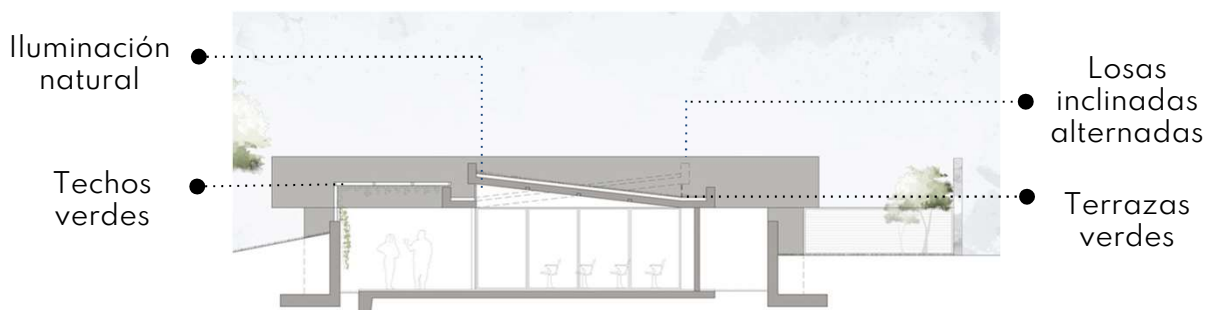 Iluminación
natural
Techos
verdes
Losas
inclinadas
alternadas
Terrazas
verdes